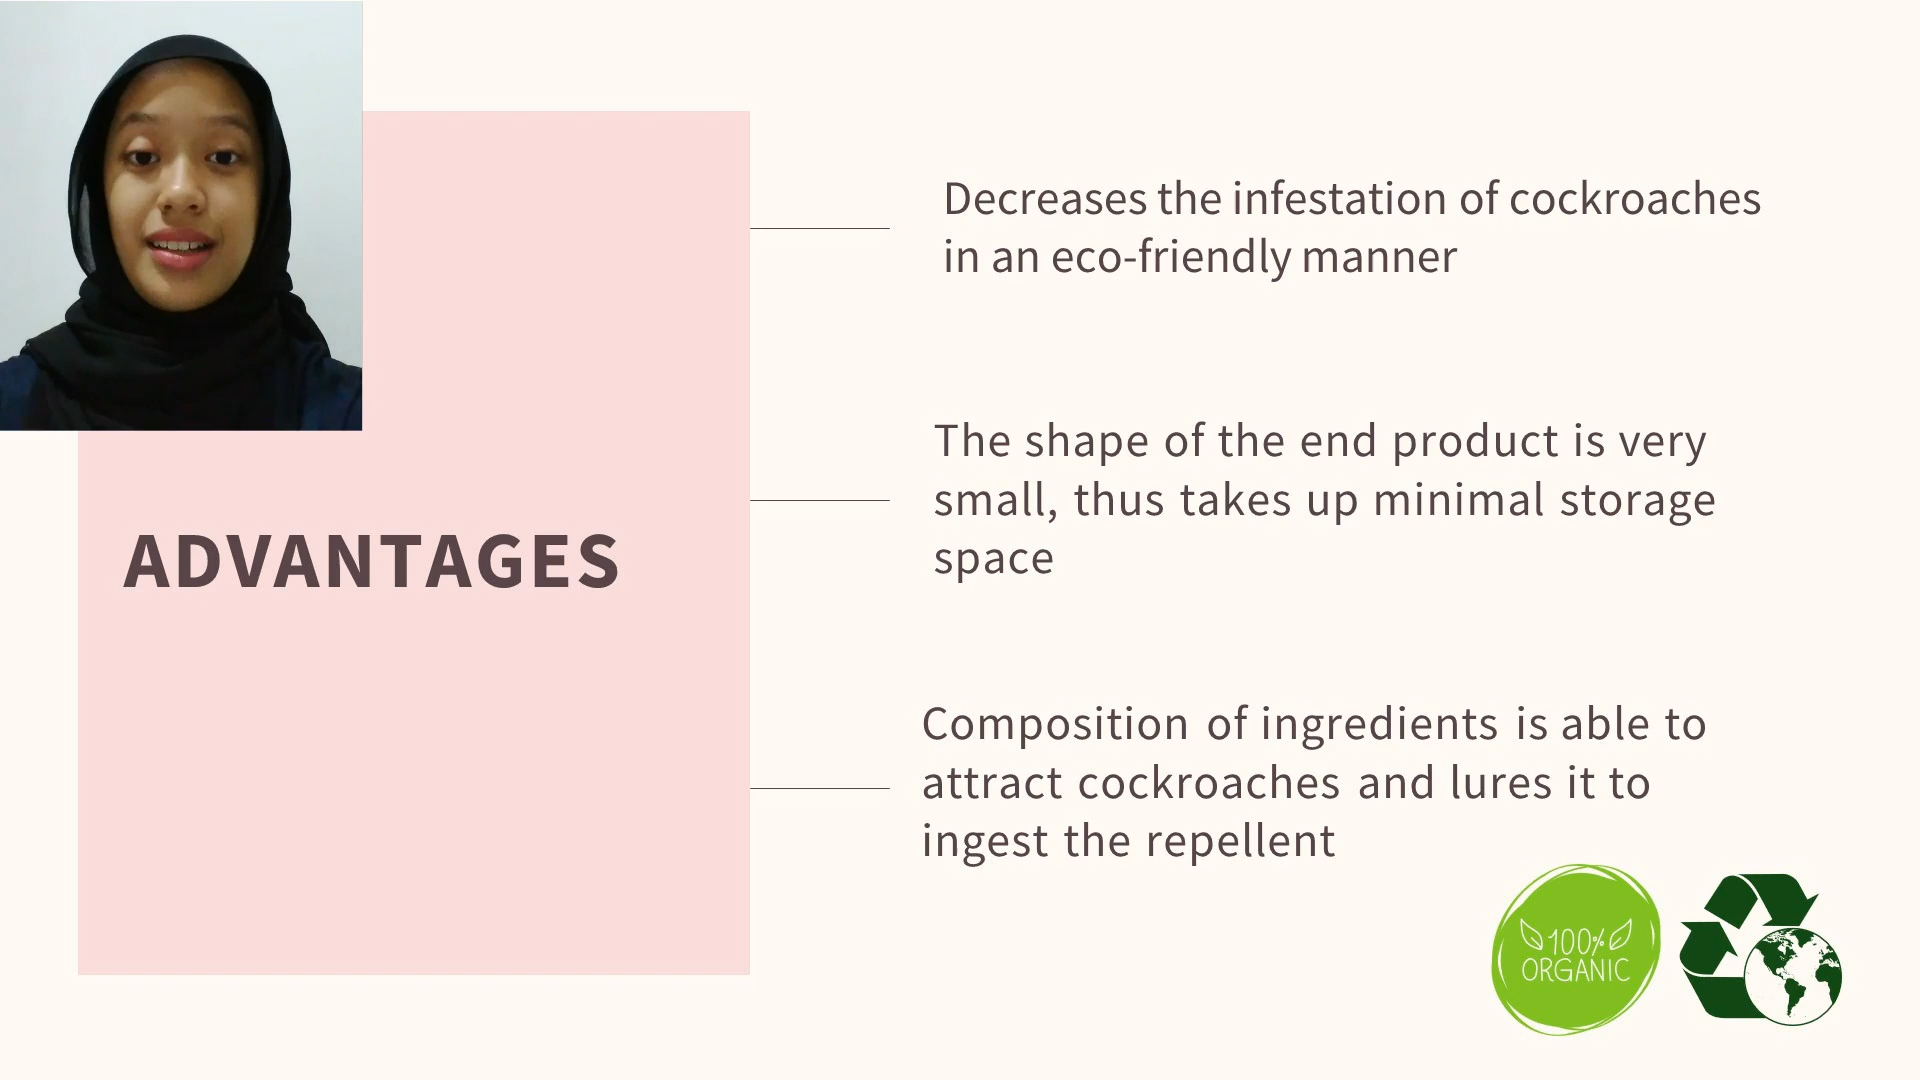 ADVANTAGES
Decreases the infestation of cockroaches
in an eco-friendly manner
The shape of the end product is very
small, thus takes up minimal storage
space
Composition of ingredients is able to
attract cockroaches and lures it to
ingest the repellent
100%
ORGANIC